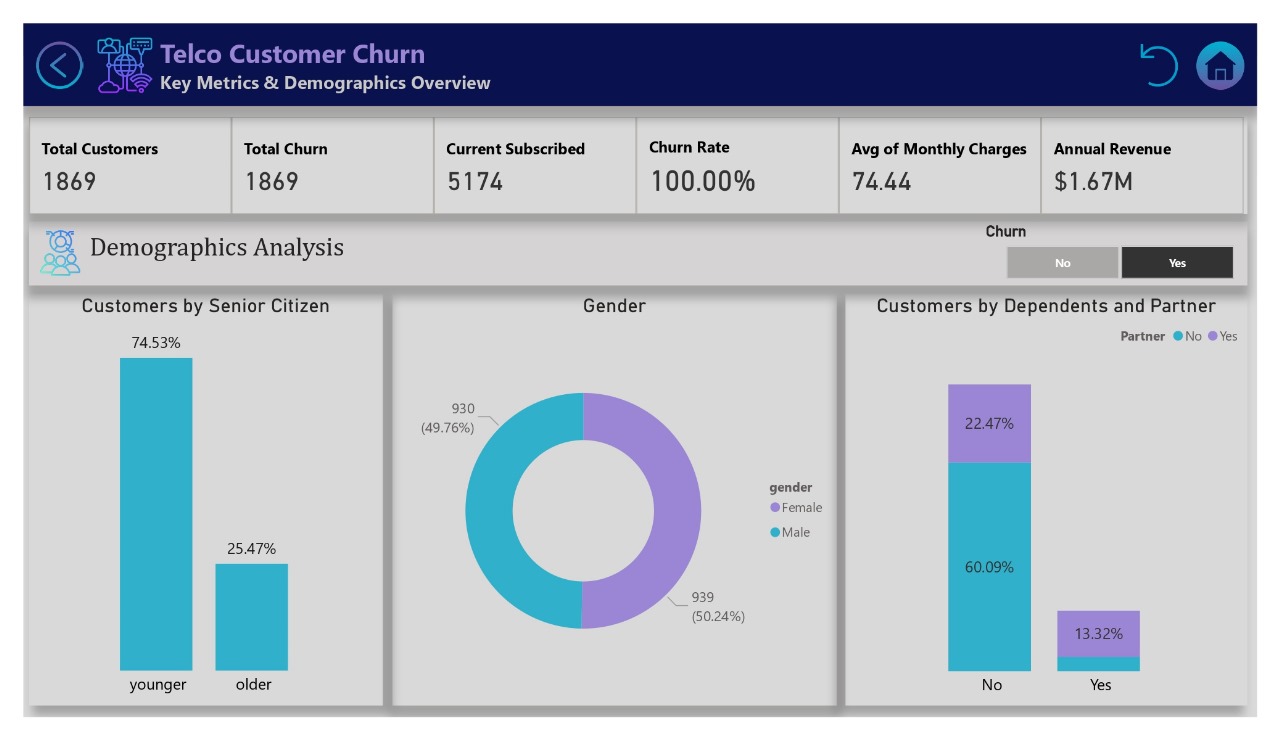 Telco Customer Churn
Key Metrics & Demographics Overview
Total Customers
1869
Total Churn
1869
Current Subscribed
5174
Churn Rate
100.00%
Avg of Monthly Charges
74.44
Annual Revenue
$1.67M
Demographics Analysis
Churn
No
Yes
Customers by Senior Citizen
74.53%
25.47%
younger
older
Gender
930
(49.76%)
gender
Female
Male
939
(50.24%)
Customers by Dependents and Partner
Partner No Yes
22.47%
60.09%
13.32%
No
Yes